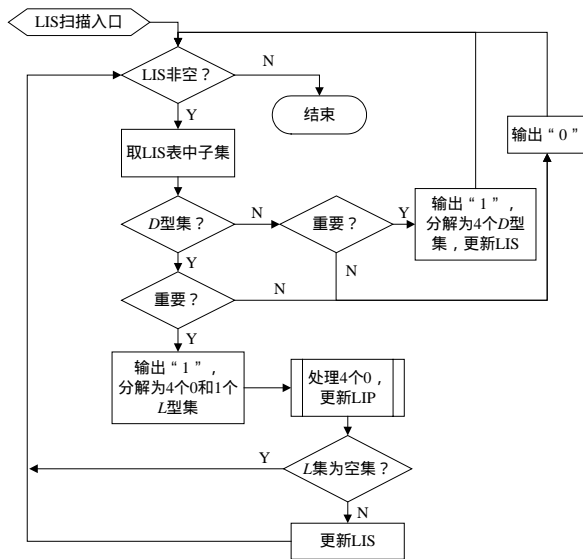 LIS扫描入口
LIS非空？
N
结束
Y
取LIS表中子集
输出“0”
D型集？
N
重要？
Y
输出“1”，
分解为4个D型
集，更新LIS
Y
N
重要？
N
Y
输出“1”，
分解为4个0和1个
L型集
处理4个0，
更新LIP
Y
L集为空集？
N
更新LIS